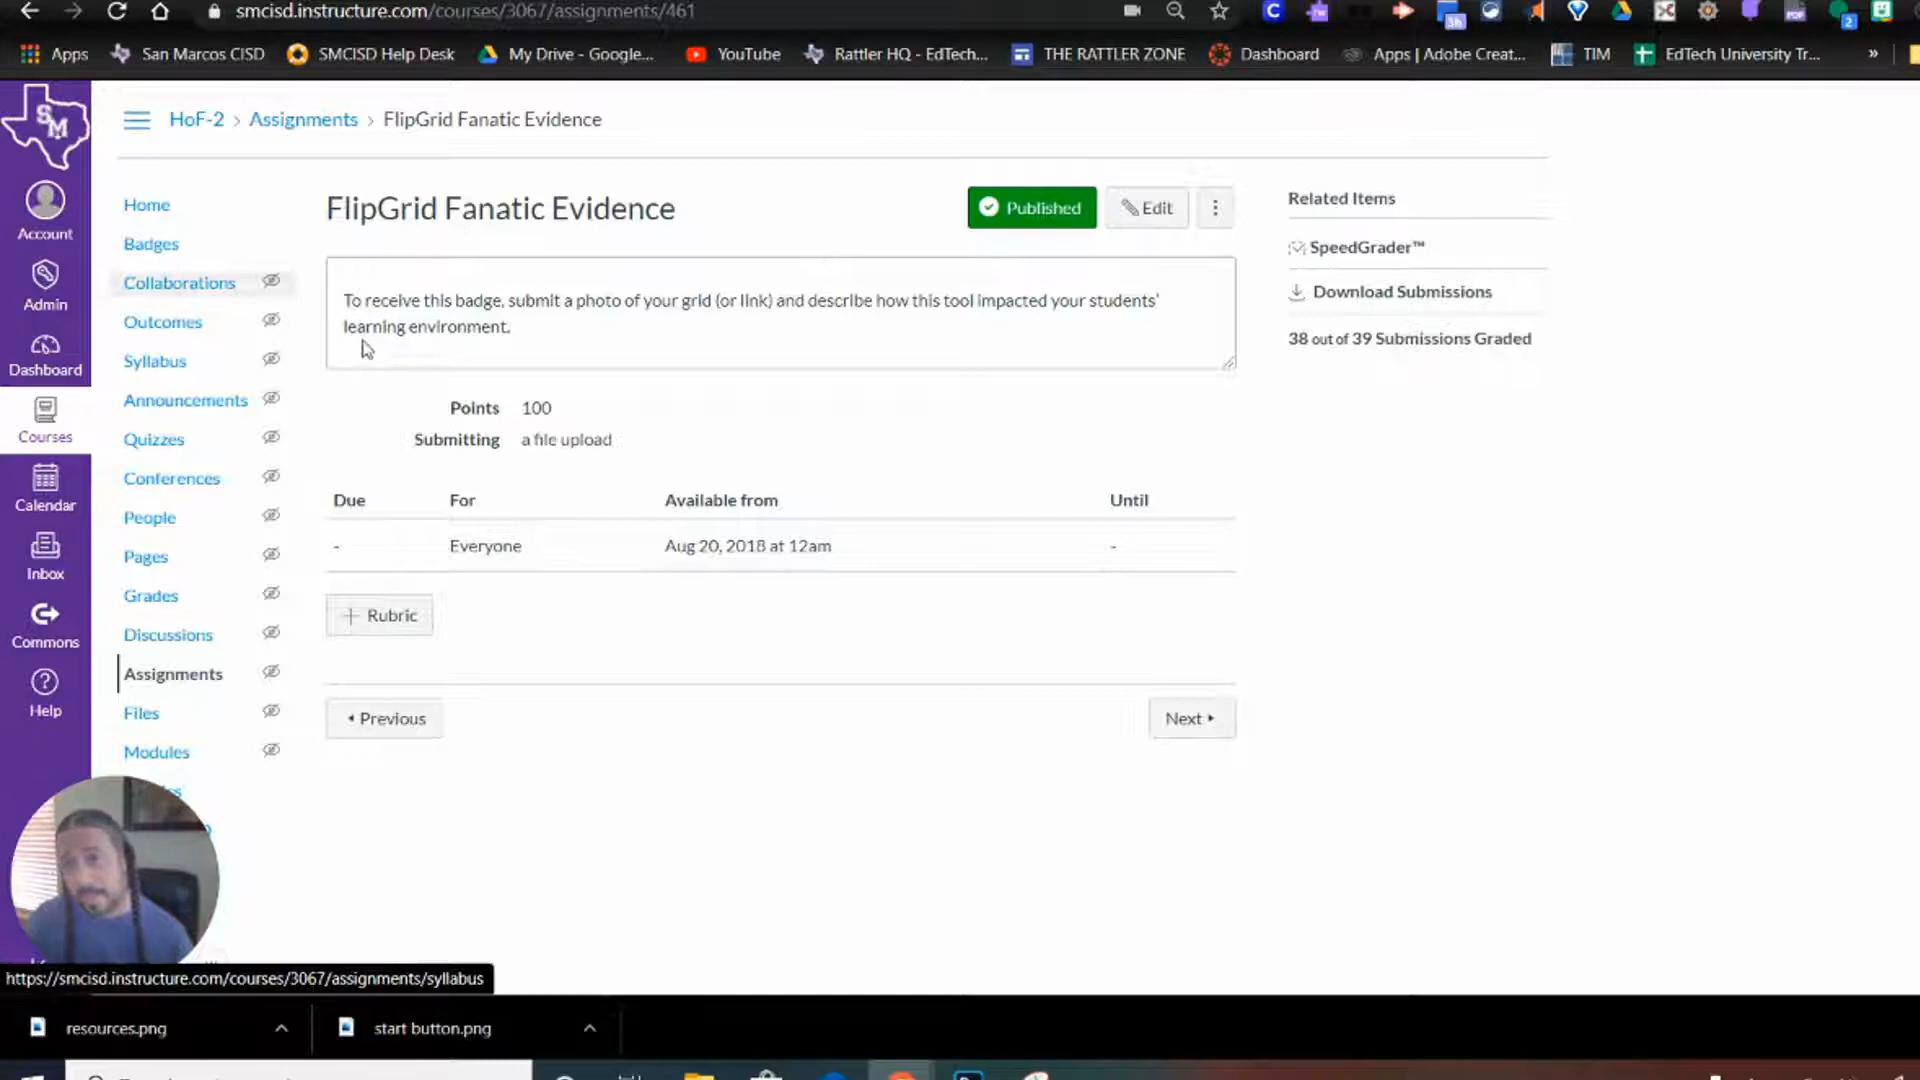 smcisd.instructure.com/courses/3067/assignments/461
Apps San Marcos CISD SMCISD Help Desk My Drive - Google... YouTube Rattler HQ - EdTech... THE RATTLER ZONE Dashboard Apps | Adobe Creat... TIM EdTech University Tr... »
SM
Account
Admin
Dashboard
Courses
Calendar
Inbox
Commons
Help
HoF-2 > Assignments > FlipGrid Fanatic Evidence
Home
Badges
Collaborations
Outcomes
Syllabus
Announcements
Quizzes
Conferences
People
Pages
Grades
Discussions
Assignments
Files
Modules
FlipGrid Fanatic Evidence
Published
Edit
To receive this badge, submit a photo of your grid (or link) and describe how this tool impacted your students'
learning environment.
Points 100
Submitting a file upload
Due For Available from Until
- Everyone Aug 20, 2018 at 12am -
+ Rubric
Previous
Next
Related Items
SpeedGrader™
Download Submissions
38 out of 39 Submissions Graded
https://smcisd.instructure.com/courses/3067/assignments/syllabus
resources.png
start button.png